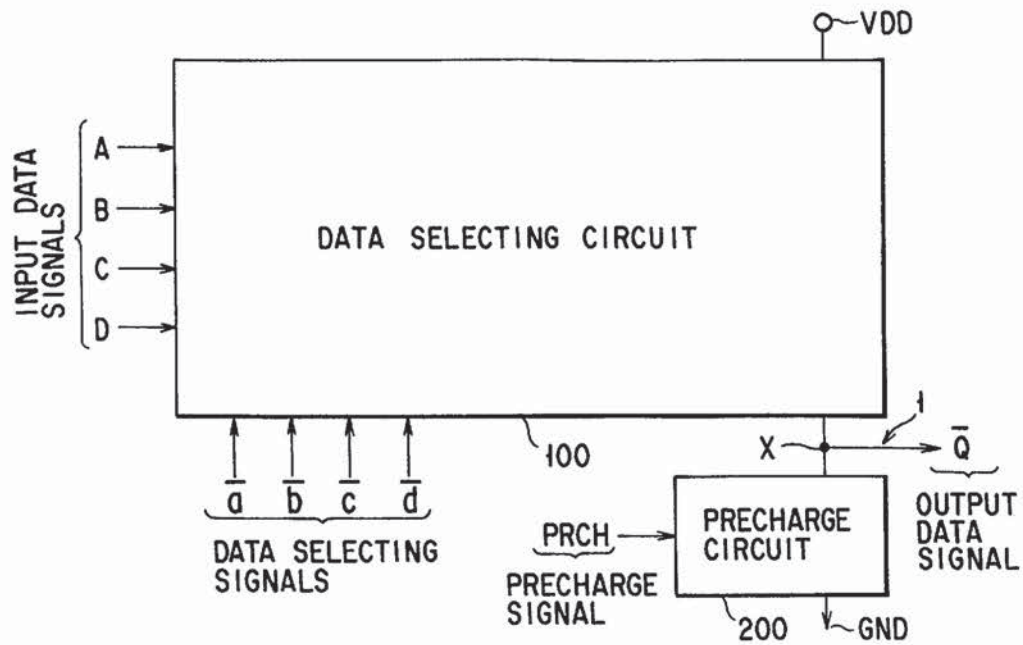 VDD
INPUT DATA
SIGNALS
A
B
C
D
DATA SELECTING CIRCUIT
100
1
X
Q̅
a̅ b̅ c̅ d̅
DATA SELECTING
SIGNALS
OUTPUT
DATA
SIGNAL
PRCH
PRECHARGE
SIGNAL
PRECHARGE
CIRCUIT
200
GND